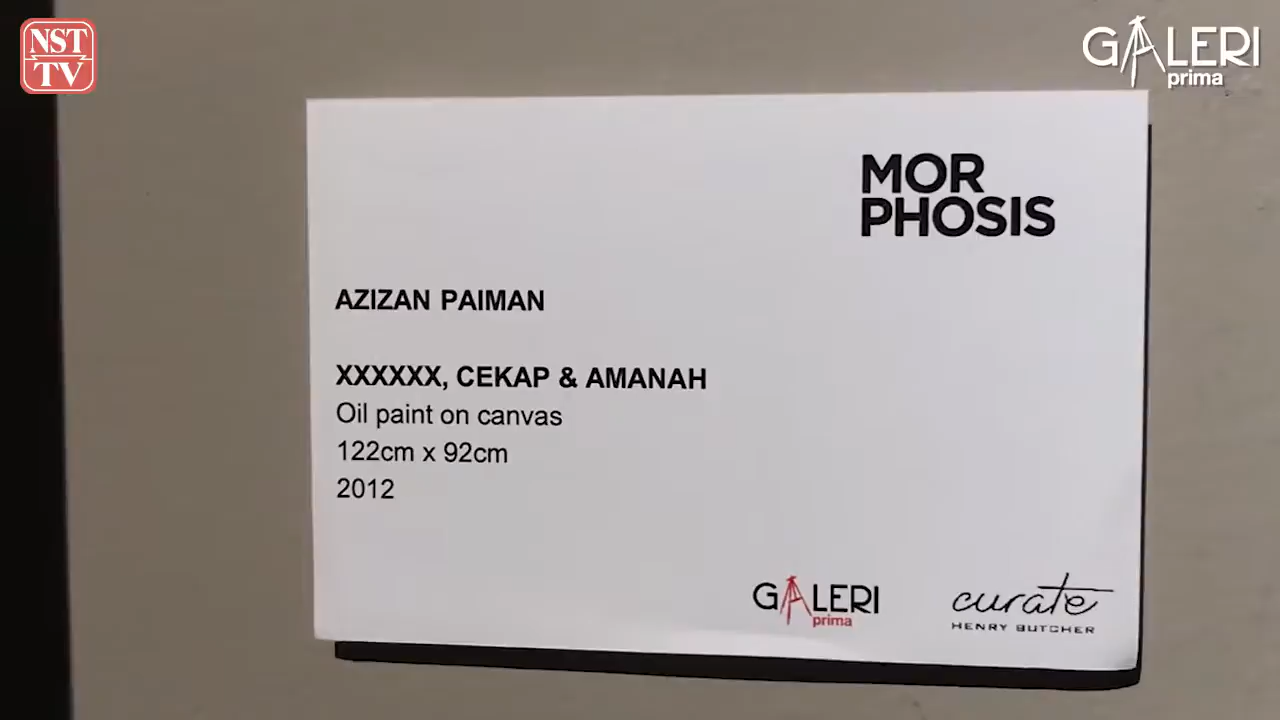 NST
TV
GALERI
prima
MOR
PHOSIS
AZIZAN PAIMAN
XXXXXX, CEKAP & AMANAH
Oil paint on canvas
122cm x 92cm
2012
GALERI
prima
curate
HENRY BUTCHER